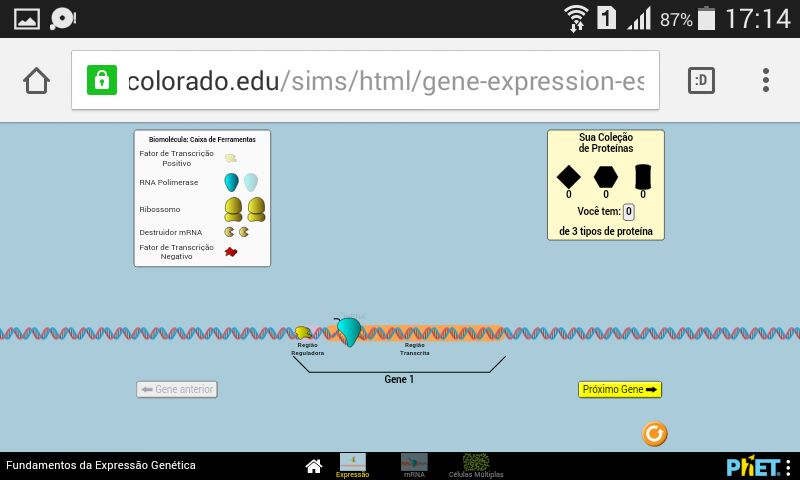 1
87%
17:14
colorado.edu/sims/html/gene-expression-es
:D
Biomolécula: Caixa de Ferramentas
Fator de Transcrição
Positivo
RNA Polimerase
Ribossomo
Destruidor mRNA
Fator de Transcrição
Negativo
Sua Coleção
de Proteínas
0 0 0
Você tem: 0
de 3 tipos de proteína
Região
Reguladora
Região
Transcrita
Gene 1
Gene anterior
Próximo Gene
Fundamentos da Expressão Genética
Expressão
mRNA
Células Múltiplas
PhET